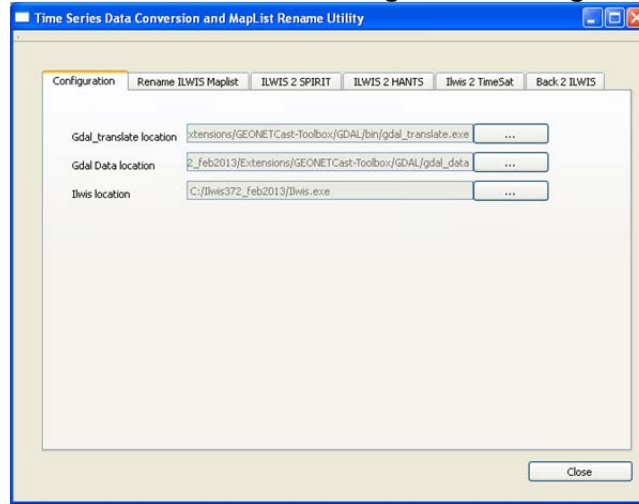 Time Series Data Conversion and MapList Rename Utility
Configuration Rename ILWIS Maplist ILWIS 2 SPIRIT ILWIS 2 HANTS Ilwis 2 TimeSat Back 2 ILWIS
Gdal_translate location xtensions/GEONETCast-Toolbox/GDAL/bin/gdal_translate.exe ...
Gdal Data location 2_feb2013/Extensions/GEONETCast-Toolbox/GDAL/gdal_data ...
Ilwis location C:/Ilwis372_feb2013/Ilwis.exe ...
Close